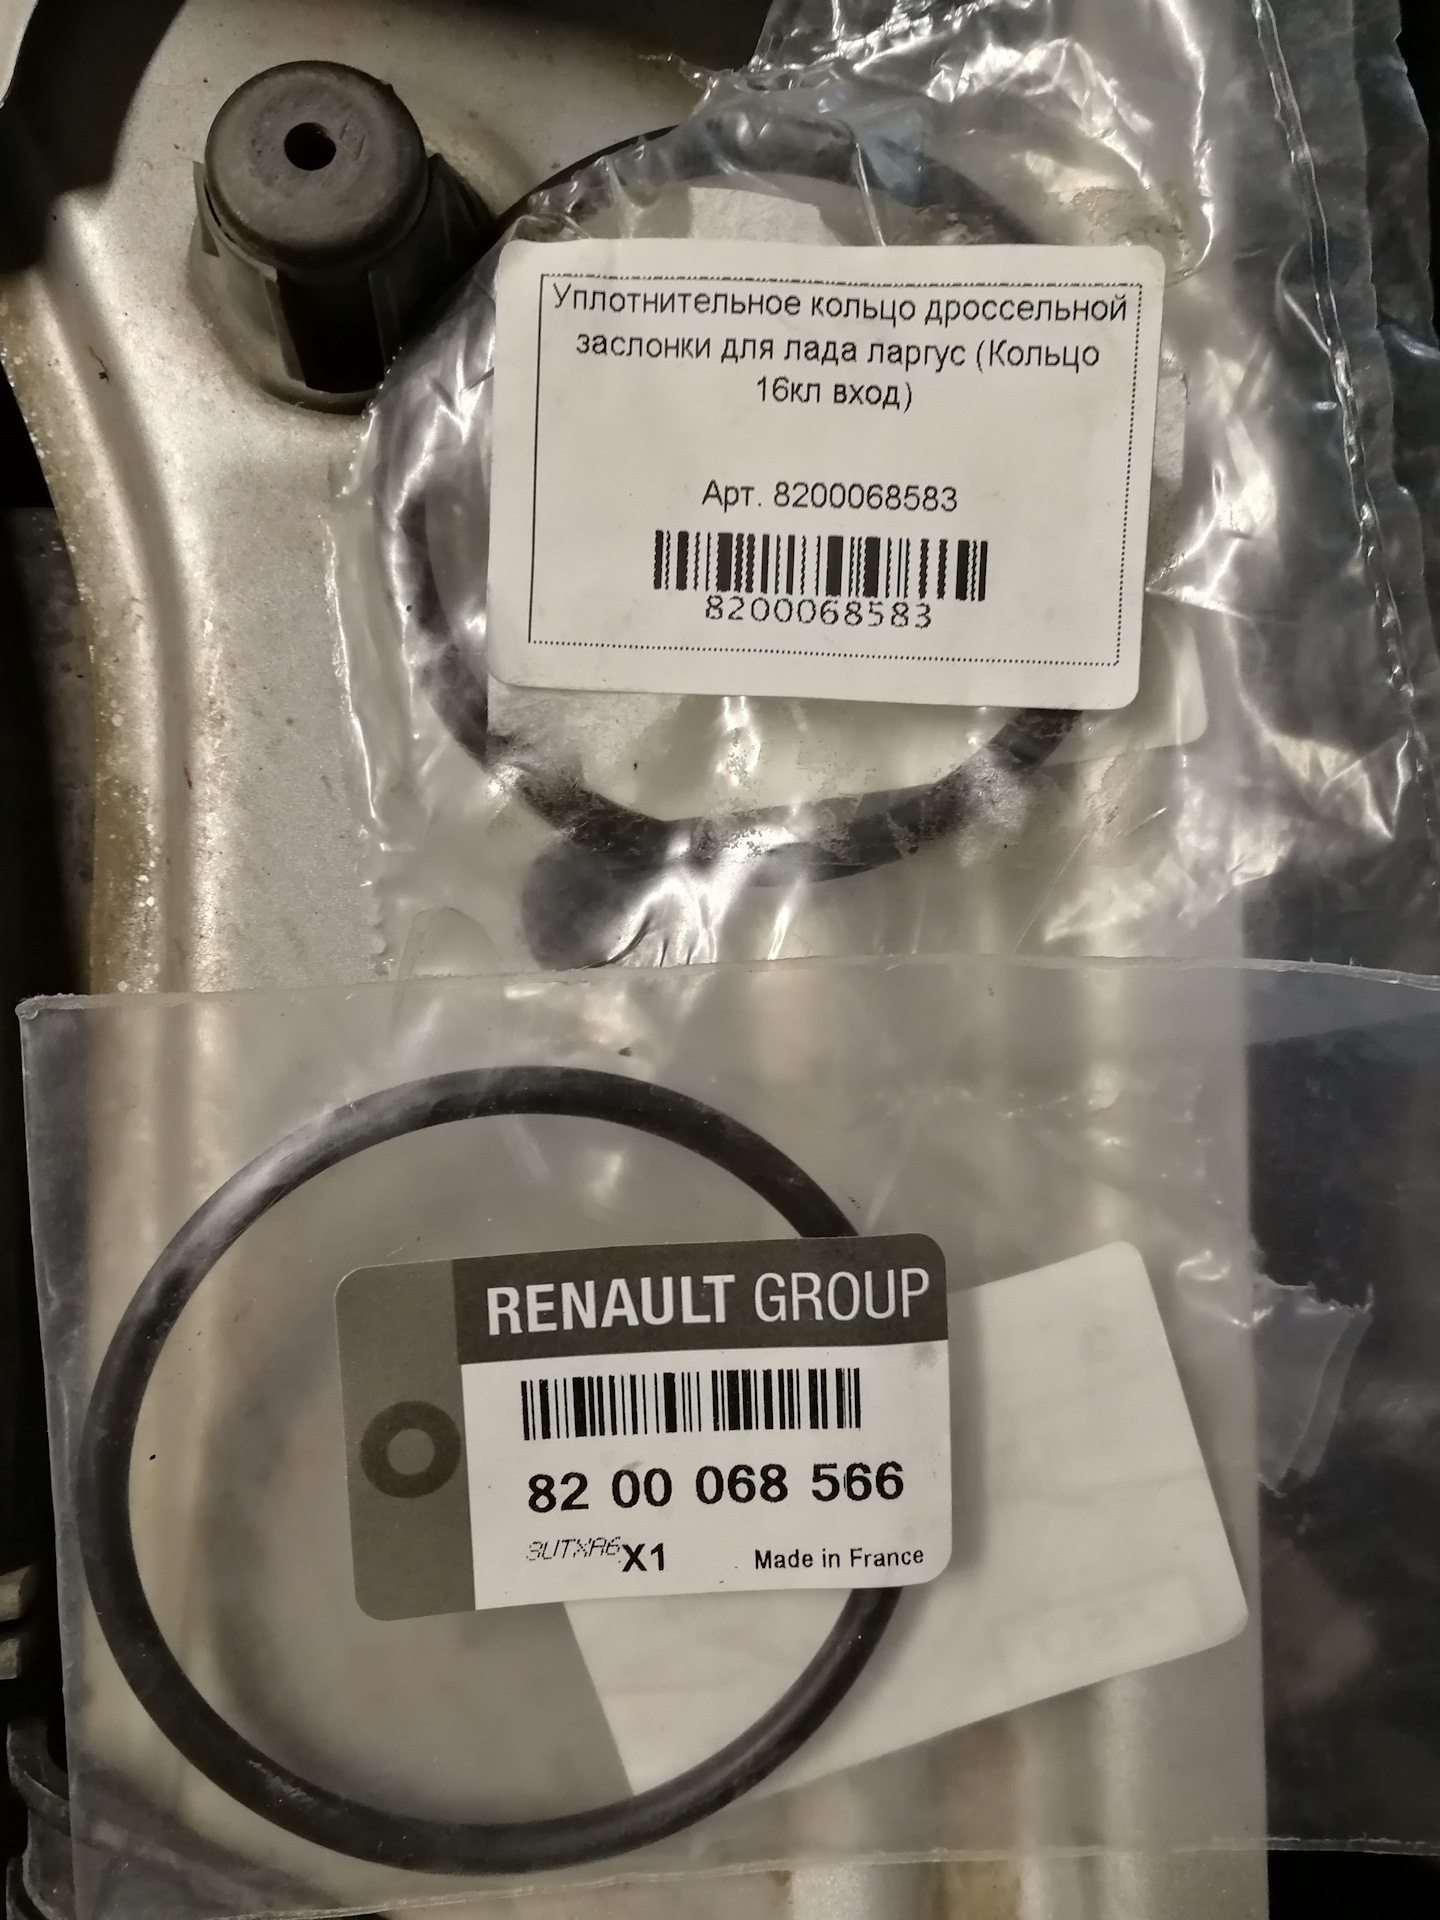 Уплотнительное кольцо дроссельной
заслонки для лада ларгус (Кольцо
16кл вход)
Арт. 8200068583
8200068583
RENAULT GROUP
82 00 068 566
3UTXA6 X1 Made in France